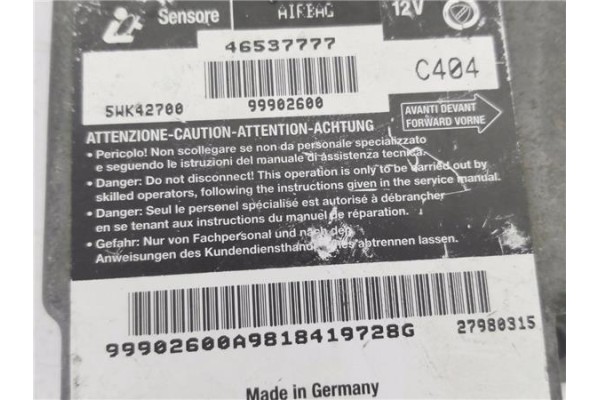 Sensore AIRBAG 12V
46537777
C404
5WK42700 99902600
AVANTI DEVANT
FORWARD VORNE
ATTENZIONE-CAUTION-ATTENTION-ACHTUNG
• Pericolo! Non scollegare se non da personale specializzato
e seguendo le istruzioni del manuale di assistenza tecnica.
• Danger: Do not disconnect! This operation is only to be carried out by
skilled operators, following the instructions given in the service manual.
• Danger: Seul le personel spécialisé est autorisé à débrancher
en se tenant aux instructions du manuel de réparation.
• Gefahr: Nur von Fachpersonal und nach den
Anweisungen des Kundendiensthandbuches abtrennen lassen.
99902600A9818419728G 27980315
Made in Germany